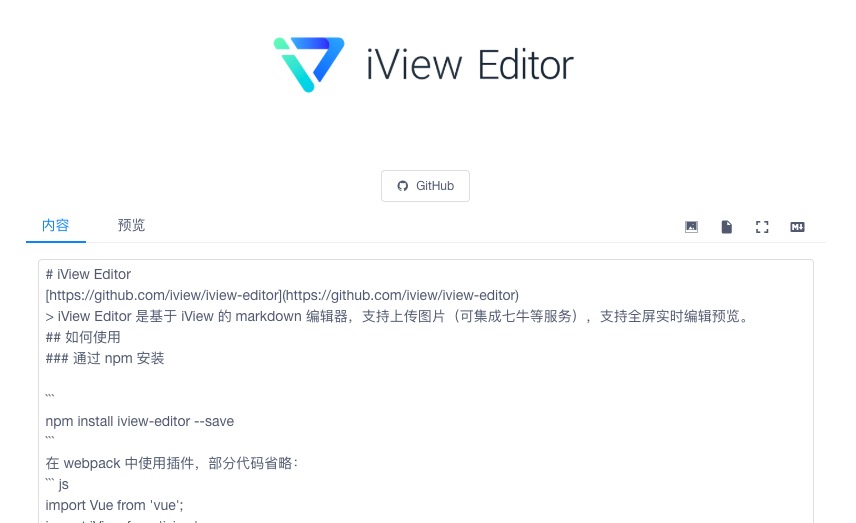 iView Editor
GitHub
内容 预览
# iView Editor
[https://github.com/iview/iview-editor](https://github.com/iview/iview-editor)
> iView Editor 是基于 iView 的 markdown 编辑器，支持上传图片（可集成七牛等服务），支持全屏实时编辑预览。
## 如何使用
### 通过 npm 安装
```
npm install iview-editor --save
```
在 webpack 中使用插件，部分代码省略：
``` js
import Vue from 'vue';